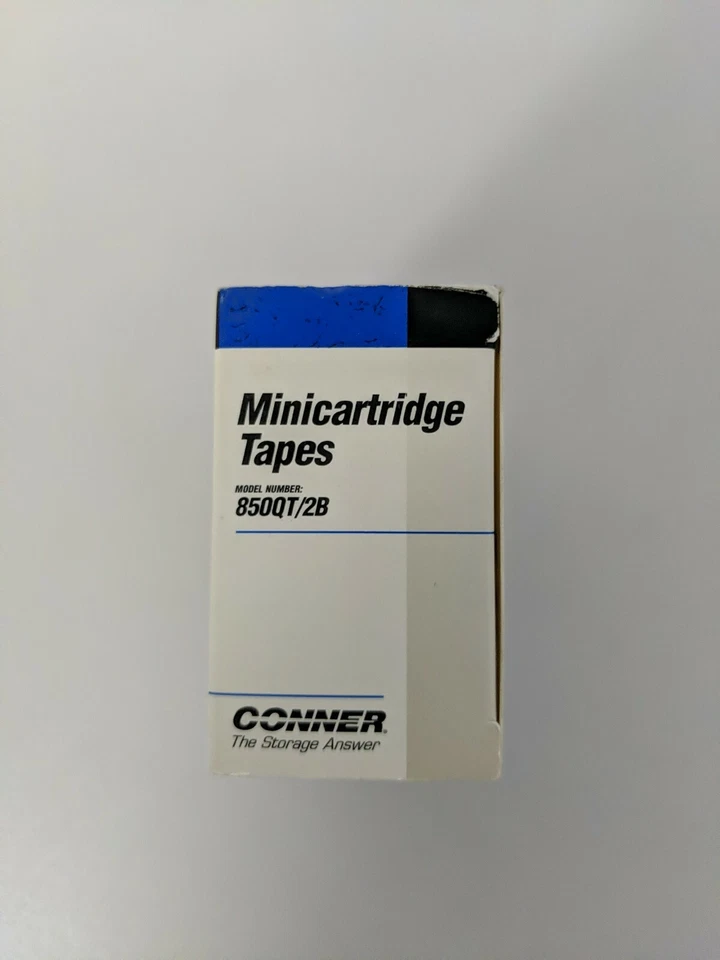 Minicartridge
Tapes
MODEL NUMBER:
850QT/2B
CONNER®
The Storage Answer